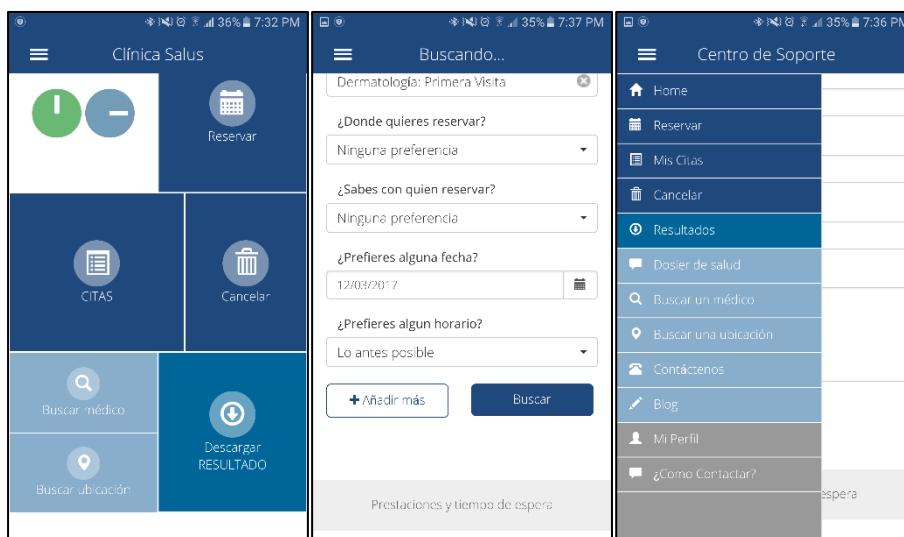 36% 7:32 PM
Clínica Salus
Reservar
CITAS
Cancelar
Buscar médico
Buscar ubicación
Descargar
RESULTADO
35% 7:37 PM
Buscando...
Dermatología: Primera Visita
¿Donde quieres reservar?
Ninguna preferencia
¿Sabes con quien reservar?
Ninguna preferencia
¿Prefieres alguna fecha?
12/03/2017
¿Prefieres algun horario?
Lo antes posible
+ Añadir más
Buscar
Prestaciones y tiempo de espera
35% 7:36 PM
Centro de Soporte
Home
Reservar
Mis Citas
Cancelar
Resultados
Dosier de salud
Buscar un médico
Buscar una ubicación
Contáctenos
Blog
Mi Perfil
¿Como Contactar?
espera